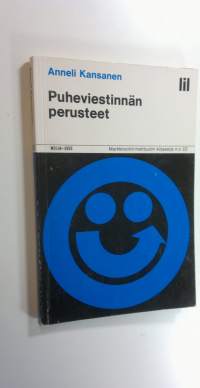 Anneli Kansanen
lil
Puheviestinnän
perusteet